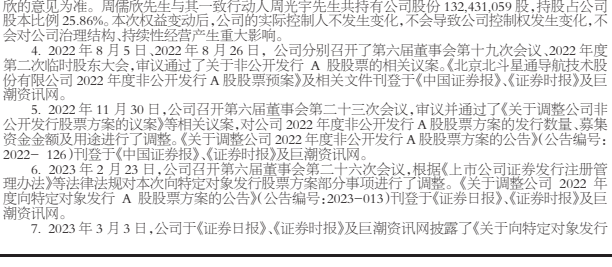 欣的意见为准。周儒欣先生与其一致行动人周光宇先生共持有公司股份 132,431,059 股,持股占公司
股本比例 25.86%。本次权益变动后,公司的实际控制人不发生变化,不会导致公司控制权发生变化,不
会对公司治理结构、持续性经营产生重大影响。
4. 2022 年 8 月 5 日、2022 年 8 月 26 日，公司分别召开了第六届董事会第十九次会议、2022 年度
第二次临时股东大会,审议通过了关于非公开发行 A 股股票的相关议案。《北京北斗星通导航技术股
份有限公司 2022 年度非公开发行 A 股股票预案》及相关文件刊登于《中国证券报》、《证券时报》及巨
潮资讯网。
5. 2022 年 11 月 30 日,公司召开第六届董事会第二十三次会议,审议并通过了《关于调整公司非
公开发行股票方案的议案》等相关议案,对公司 2022 年度非公开发行 A 股股票方案的发行数量、募集
资金金额及用途进行了调整。《关于调整公司 2022 年度非公开发行 A 股股票方案的公告》(公告编号:
2022- 126)刊登于《中国证券报》、《证券时报》及巨潮资讯网。
6. 2023 年 2 月 23 日,公司召开第六届董事会第二十六次会议,根据《上市公司证券发行注册管
理办法》等法律法规对本次向特定对象发行股票方案部分事项进行了调整。《关于调整公司 2022 年
度向特定对象发行 A 股股票方案的公告》(公告编号:2023-013)刊登于《证券日报》、《证券时报》及巨
潮资讯网。
7. 2023 年 3 月 3 日,公司于《证券日报》、《证券时报》及巨潮资讯网披露了《关于向特定对象发行